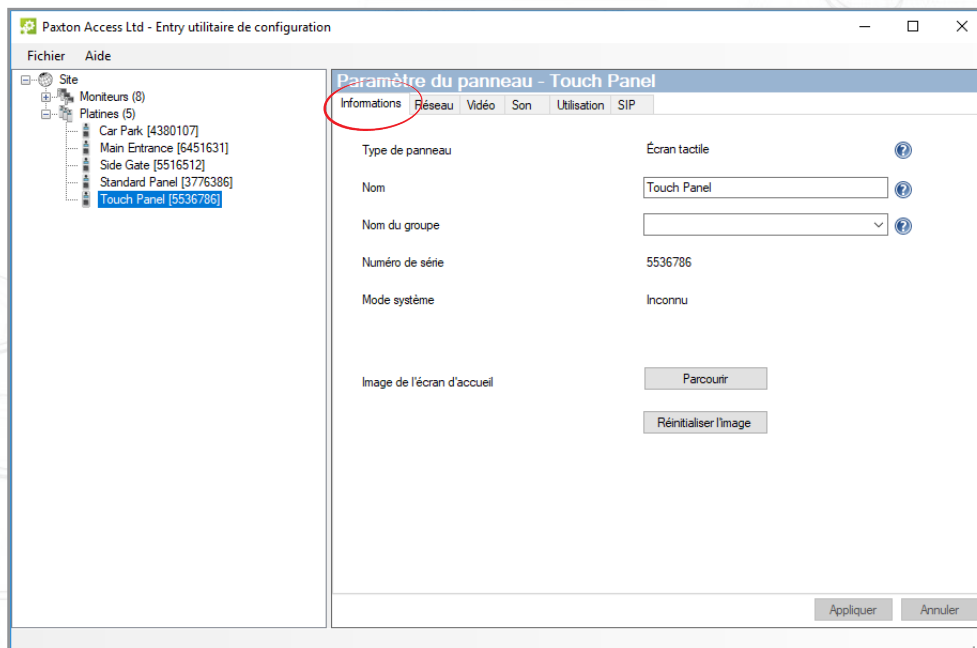 Paxton Access Ltd - Entry utilitaire de configuration
Fichier Aide
Site
Moniteurs (8)
Platines (5)
Car Park [4380107]
Main Entrance [6451631]
Side Gate [5516512]
Standard Panel [3776386]
Touch Panel [5536786]
Paramètre du panneau - Touch Panel
Informations Réseau Vidéo Son Utilisation SIP
Type de panneau Écran tactile
Nom Touch Panel
Nom du groupe
Numéro de série 5536786
Mode système Inconnu
Image de l'écran d'accueil Parcourir
Réinitialiser l'image
Appliquer Annuler